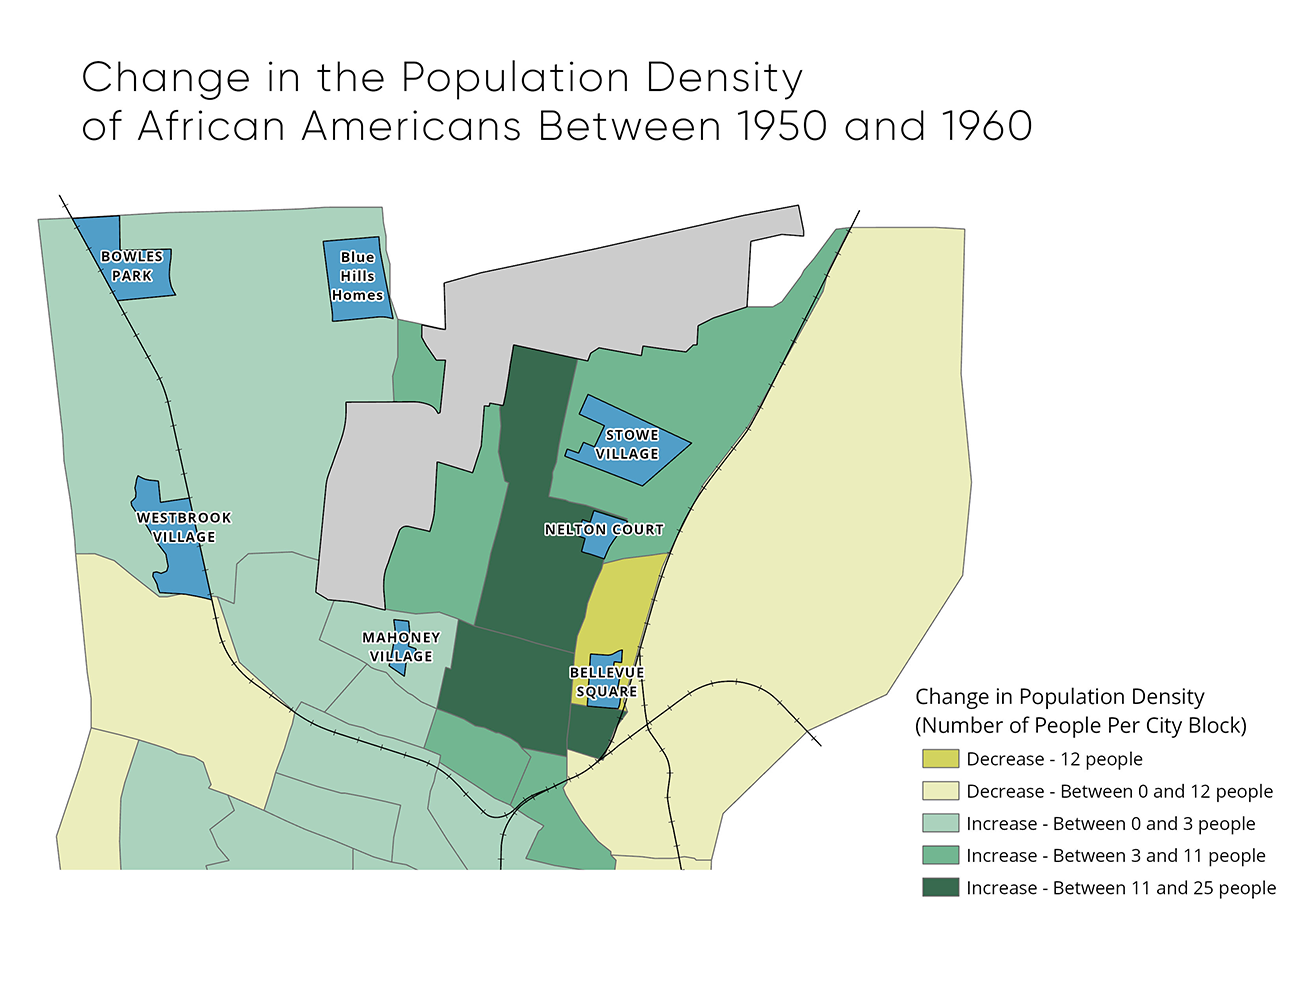 Change in the Population Density
of African Americans Between 1950 and 1960
BOWLES
PARK
Blue
Hills
Homes
STOWE
VILLAGE
WESTBROOK
VILLAGE
NELTON COURT
MAHONEY
VILLAGE
BELLEVUE
SQUARE
Change in Population Density
(Number of People Per City Block)
Decrease - 12 people
Decrease - Between 0 and 12 people
Increase - Between 0 and 3 people
Increase - Between 3 and 11 people
Increase - Between 11 and 25 people